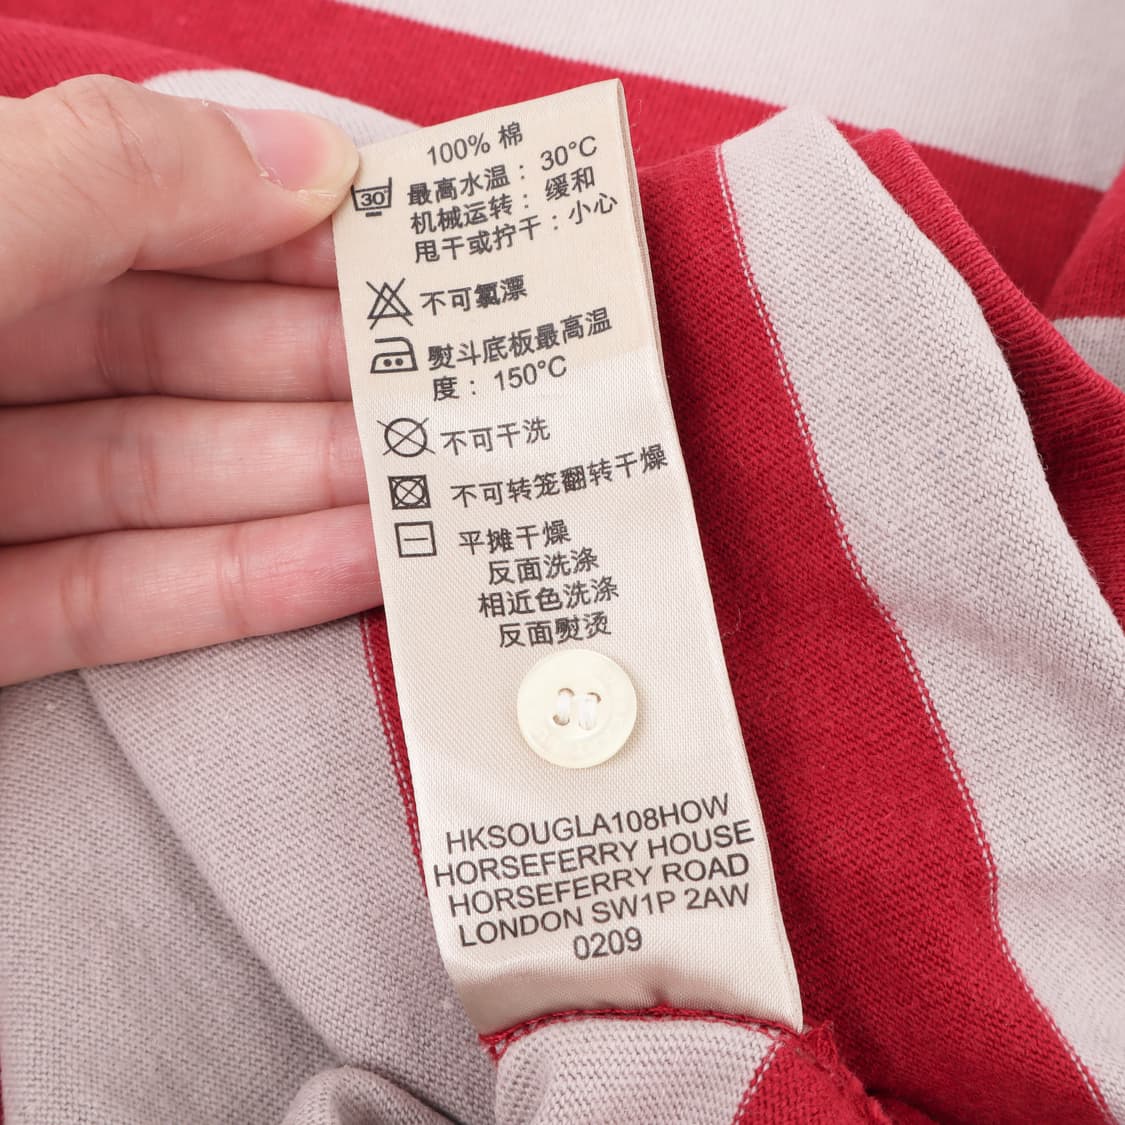 100% 棉
30
最高水温： 30°C
机械运转： 缓和
甩干或拧干：小心
不可氯漂
熨斗底板最高温
度： 150°C
不可干洗
不可转笼翻转干燥
平摊干燥
反面洗涤
相近色洗涤
反面熨烫
HKSOUGLA108HOW
HORSEFERRY HOUSE
HORSEFERRY ROAD
LONDON SW1P 2AW
0209